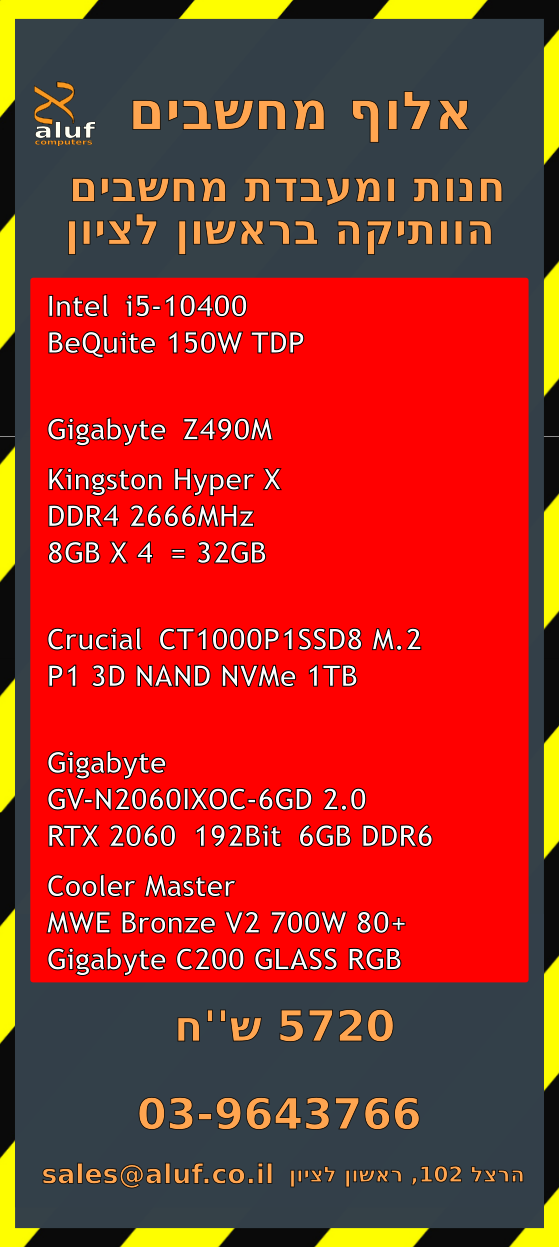 aluf
computers
אלוף מחשבים
חנות ומעבדת מחשבים
הוותיקה בראשון לציון
Intel i5-10400
BeQuite 150W TDP
Gigabyte Z490M
Kingston Hyper X
DDR4 2666MHz
8GB X 4 = 32GB
Crucial CT1000P1SSD8 M.2
P1 3D NAND NVMe 1TB
Gigabyte
GV-N2060IXOC-6GD 2.0
RTX 2060 192Bit 6GB DDR6
Cooler Master
MWE Bronze V2 700W 80+
Gigabyte C200 GLASS RGB
5720 ש''ח
03-9643766
הרצל 102, ראשון לציון sales@aluf.co.il